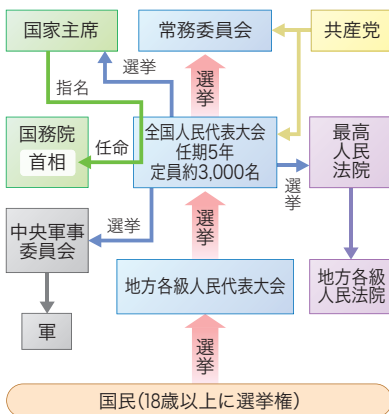 国家主席
常務委員会
共産党
選挙
指名
選挙
国務院
首相
任命
全国人民代表大会
任期5年
定員約3,000名
選挙
最高
人民
法院
中央軍事
委員会
選挙
選挙
軍
地方各級人民代表大会
地方各級
人民法院
選挙
国民(18歳以上に選挙権)